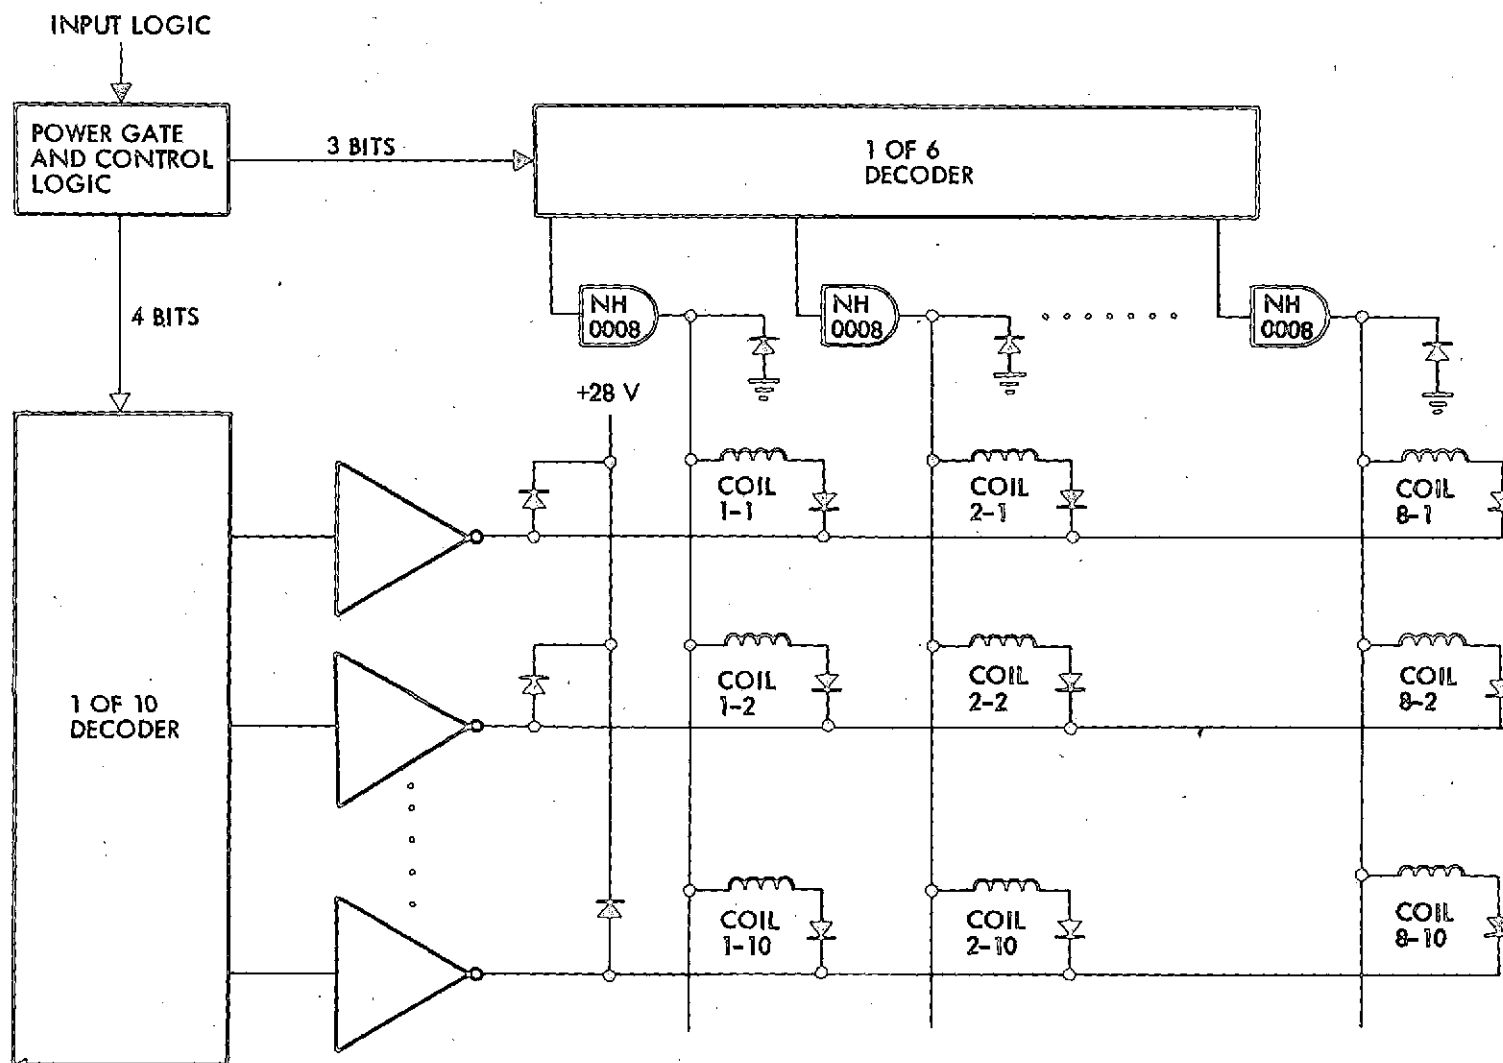 INPUT LOGIC
POWER GATE
AND CONTROL
LOGIC
3 BITS
1 OF 6
DECODER
4 BITS
NH
0008
NH
0008
NH
0008
+28 V
COIL
1-1
COIL
2-1
COIL
8-1
COIL
1-2
COIL
2-2
COIL
8-2
1 OF 10
DECODER
COIL
1-10
COIL
2-10
COIL
8-10